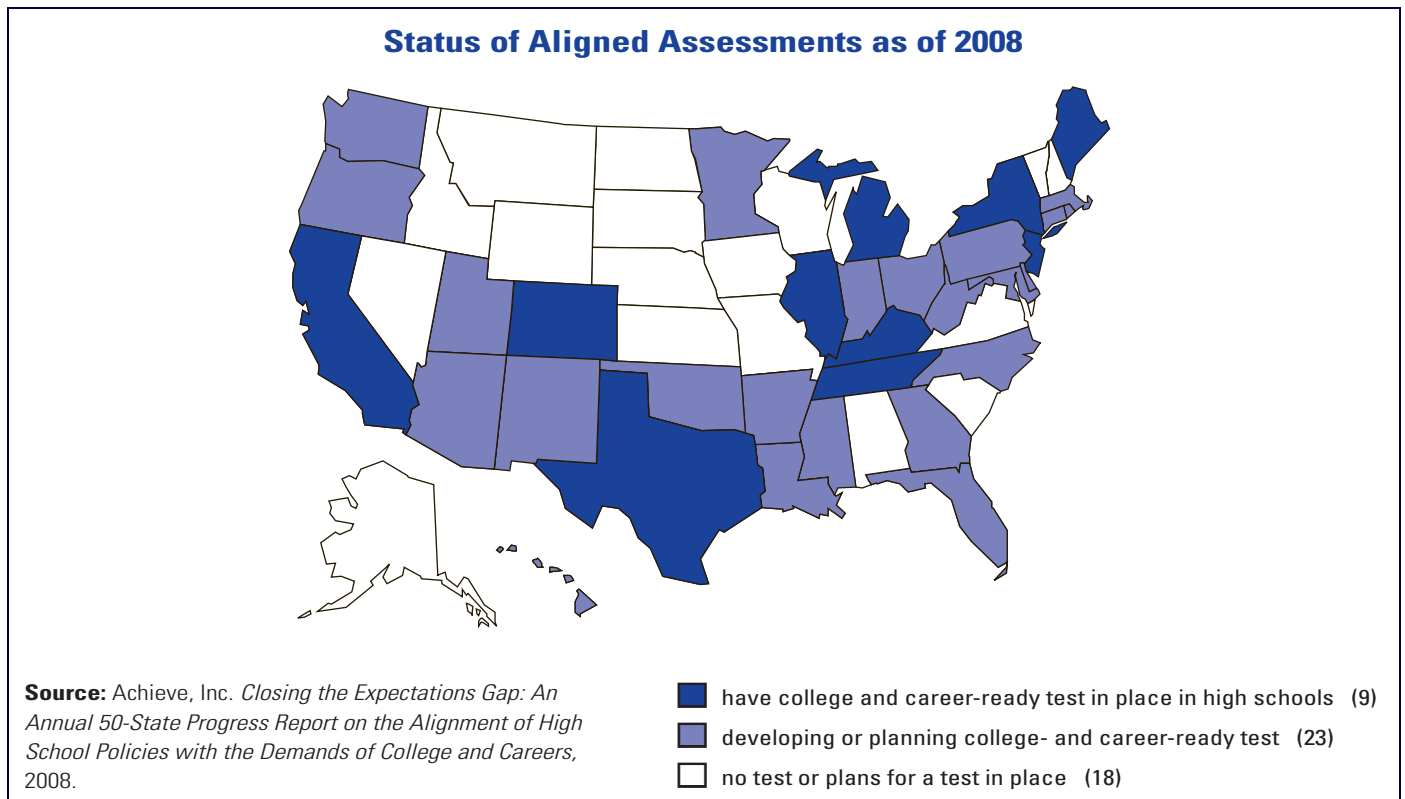 Status of Aligned Assessments as of 2008
Source: Achieve, Inc. Closing the Expectations Gap: An
Annual 50-State Progress Report on the Alignment of High
School Policies with the Demands of College and Careers,
2008.
have college and career-ready test in place in high schools (9)
developing or planning college- and career-ready test (23)
no test or plans for a test in place (18)